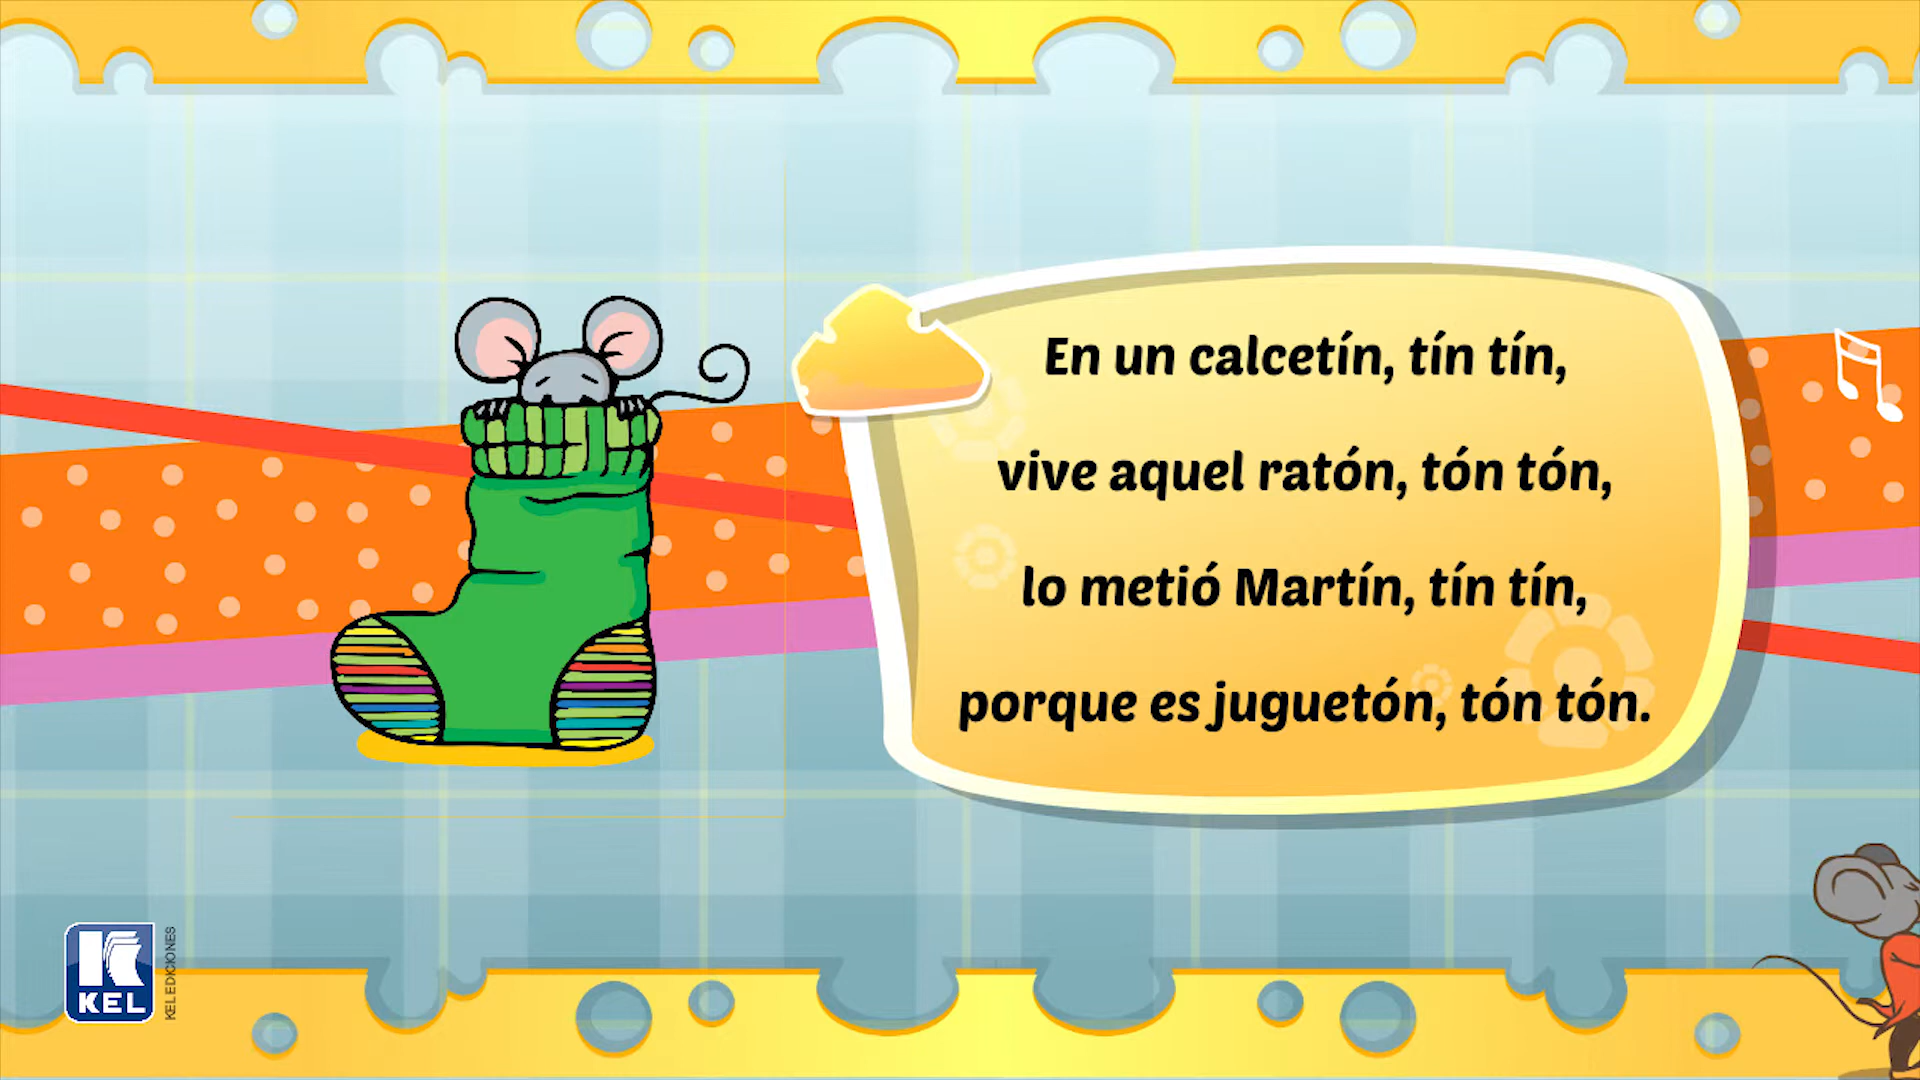 En un calcetín, tín tín,
vive aquel ratón, tón tón,
lo metió Martín, tín tín,
porque es juguetón, tón tón.
KEL
KEL EDICIONES